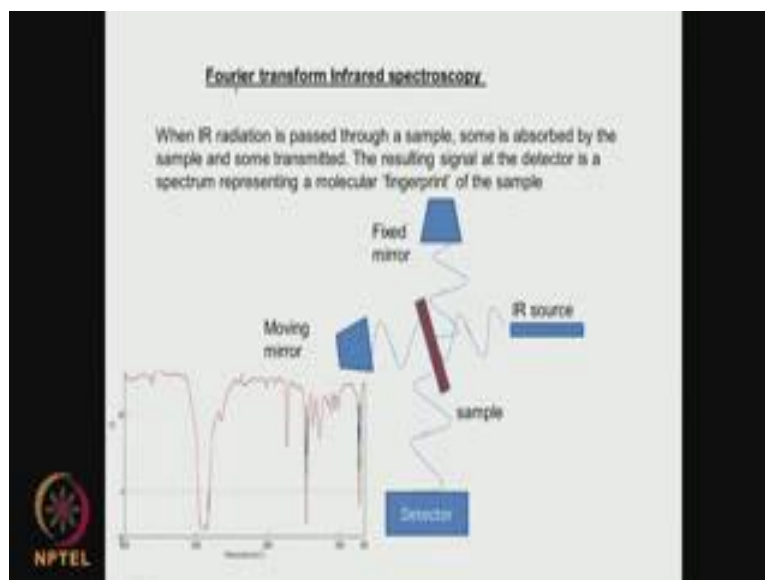 Fourier transform Infrared spectroscopy
When IR radiation is passed through a sample, some is absorbed by the
sample and some transmitted. The resulting signal at the detector is a
spectrum representing a molecular 'fingerprint' of the sample
Fixed
mirror
IR source
Moving
mirror
sample
Detector
NPTEL